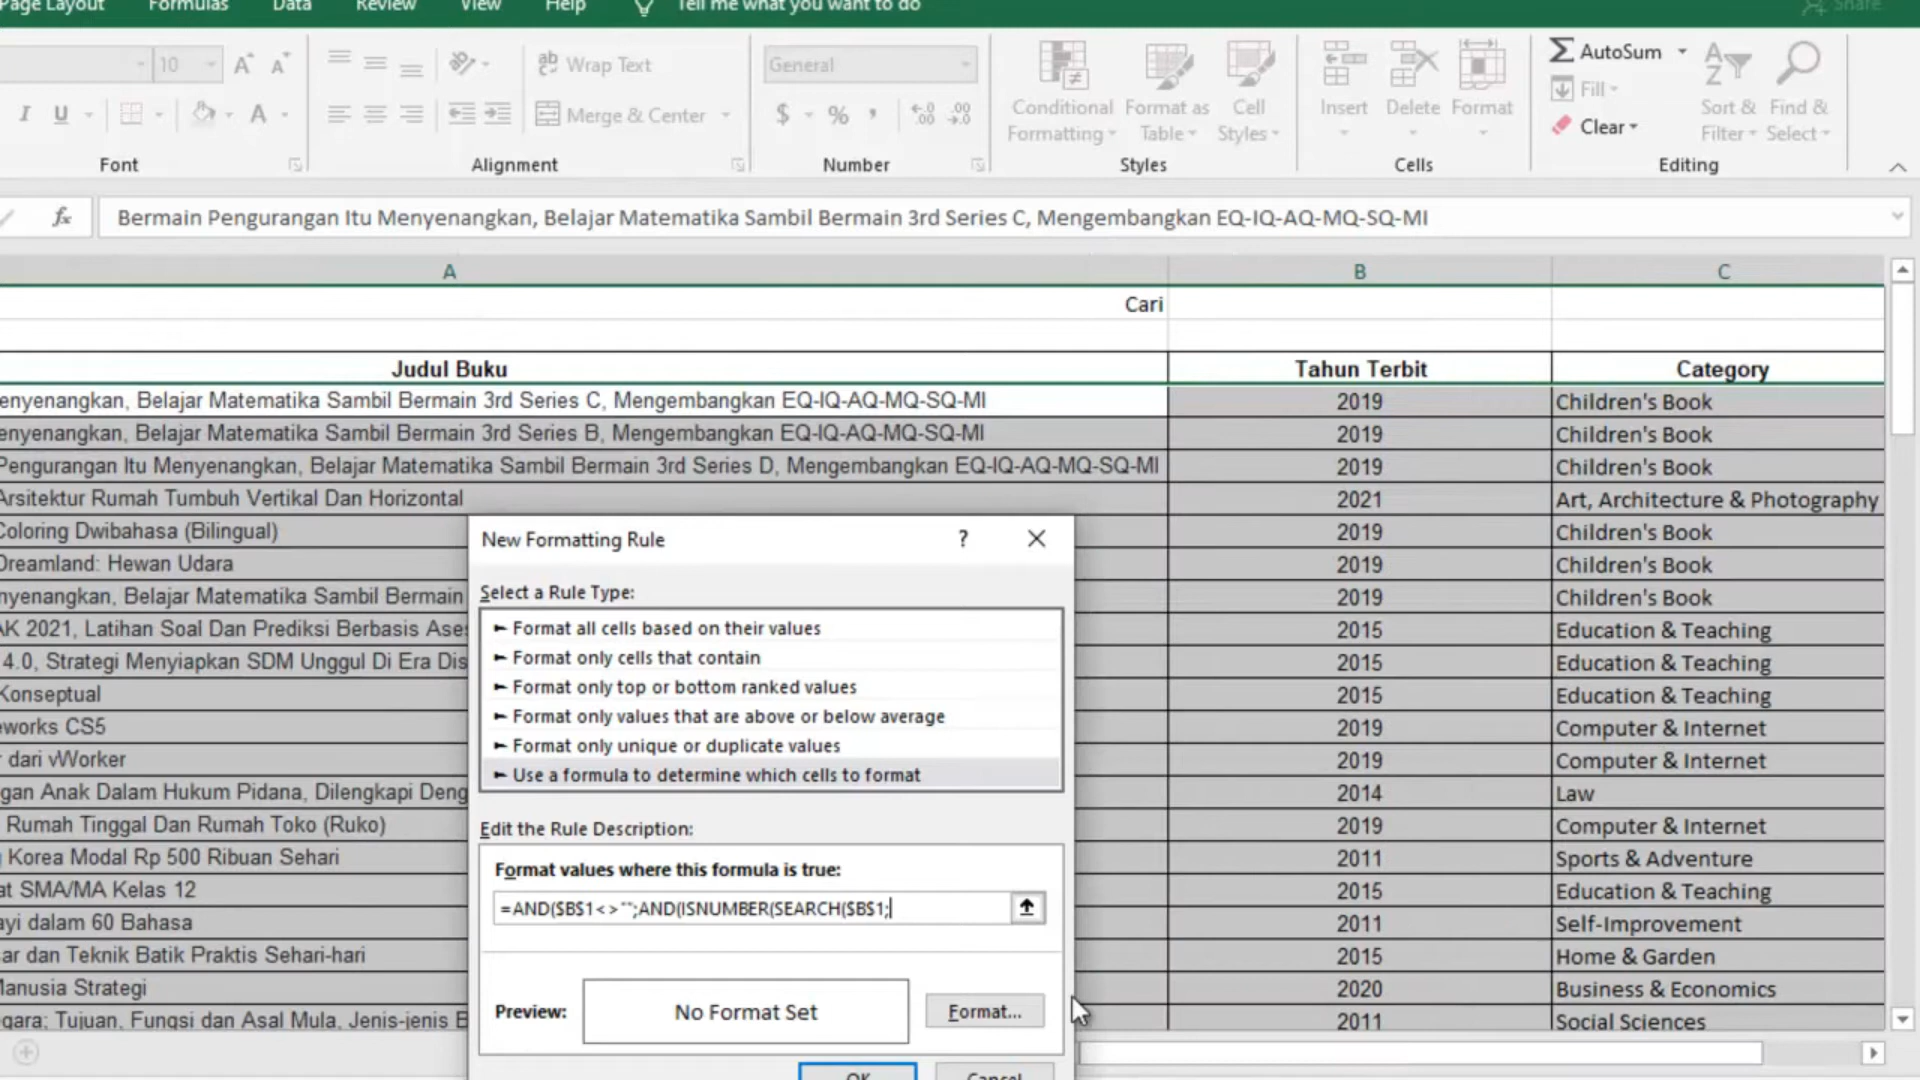 Page Layout Formulas Data Review View Help Tell me what you want to do Share
10 A A Wrap Text General AutoSum
Fill
I U A Merge & Center $ % , Conditional Formatting Format as Table Cell Styles Insert Delete Format Clear Sort & Filter Find & Select
Font Alignment Number Styles Cells Editing
fx Bermain Pengurangan Itu Menyenangkan, Belajar Matematika Sambil Bermain 3rd Series C, Mengembangkan EQ-IQ-AQ-MQ-SQ-MI
A B C
Cari
Judul Buku Tahun Terbit Category
enyenangkan, Belajar Matematika Sambil Bermain 3rd Series C, Mengembangkan EQ-IQ-AQ-MQ-SQ-MI 2019 Children's Book
enyenangkan, Belajar Matematika Sambil Bermain 3rd Series B, Mengembangkan EQ-IQ-AQ-MQ-SQ-MI 2019 Children's Book
Pengurangan Itu Menyenangkan, Belajar Matematika Sambil Bermain 3rd Series D, Mengembangkan EQ-IQ-AQ-MQ-SQ-MI 2019 Children's Book
Arsitektur Rumah Tumbuh Vertikal Dan Horizontal 2021 Art, Architecture & Photography
Coloring Dwibahasa (Bilingual) 2019 Children's Book
Dreamland: Hewan Udara 2019 Children's Book
nyenangkan, Belajar Matematika Sambil Bermain 2019 Children's Book
AK 2021, Latihan Soal Dan Prediksi Berbasis Ases 2015 Education & Teaching
4.0, Strategi Menyiapkan SDM Unggul Di Era Dis 2015 Education & Teaching
Konseptual 2015 Education & Teaching
eworks CS5 2019 Computer & Internet
r dari vWorker 2019 Computer & Internet
gan Anak Dalam Hukum Pidana, Dilengkapi Deng 2014 Law
Rumah Tinggal Dan Rumah Toko (Ruko) 2019 Computer & Internet
g Korea Modal Rp 500 Ribuan Sehari 2011 Sports & Adventure
at SMA/MA Kelas 12 2015 Education & Teaching
ayi dalam 60 Bahasa 2011 Self-Improvement
sar dan Teknik Batik Praktis Sehari-hari 2015 Home & Garden
Manusia Strategi 2020 Business & Economics
gara; Tujuan, Fungsi dan Asal Mula, Jenis-jenis B 2011 Social Sciences
New Formatting Rule ?
Select a Rule Type:
Format all cells based on their values
Format only cells that contain
Format only top or bottom ranked values
Format only values that are above or below average
Format only unique or duplicate values
Use a formula to determine which cells to format
Edit the Rule Description:
Format values where this formula is true:
=AND($B$1<>"";AND(ISNUMBER(SEARCH($B$1;
Preview: No Format Set Format...
OK Cancel